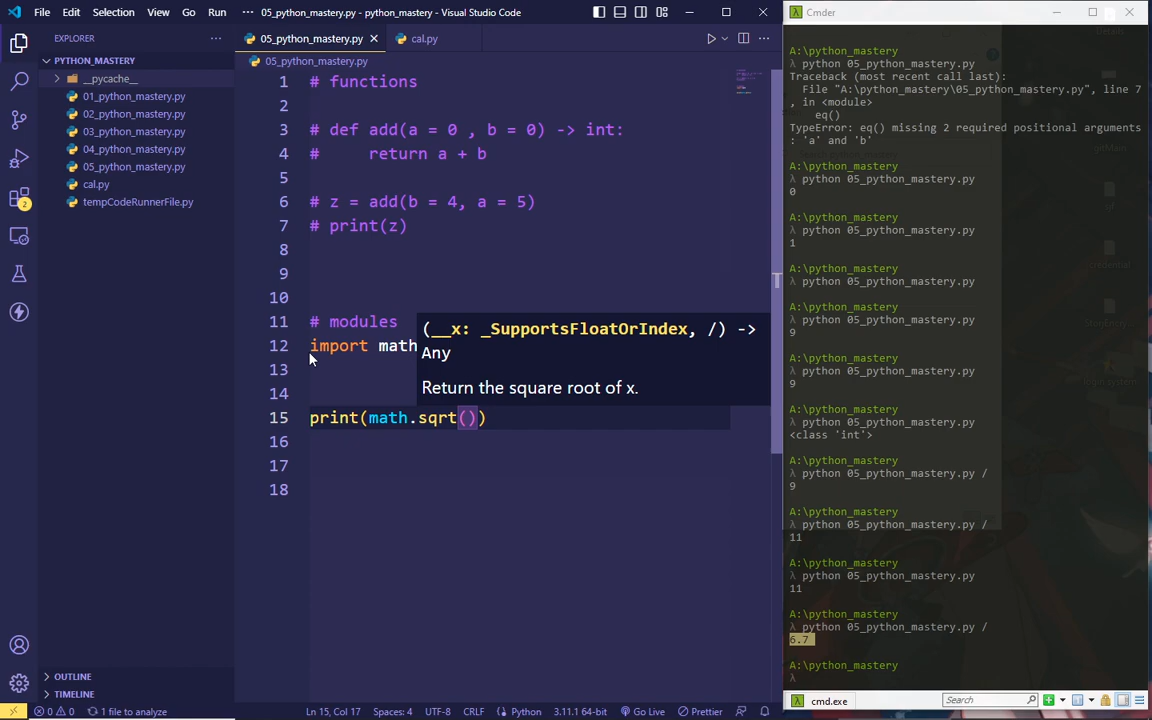 File Edit Selection View Go Run ··· 05_python_mastery.py - python_mastery - Visual Studio Code
EXPLORER ···
PYTHON_MASTERY
__pycache__
01_python_mastery.py
02_python_mastery.py
03_python_mastery.py
04_python_mastery.py
05_python_mastery.py
cal.py
tempCodeRunnerFile.py
2
OUTLINE
TIMELINE
05_python_mastery.py cal.py
05_python_mastery.py
1 # functions
2
3 # def add(a = 0 , b = 0) -> int:
4 #     return a + b
5
6 # z = add(b = 4, a = 5)
7 # print(z)
8
9
10
11 # modules
12 import math
13
14
15 print(math.sqrt())
16
17
18
(__x: _SupportsFloatOrIndex, /) ->
Any
Return the square root of x.
0 0 1 file to analyze Ln 15, Col 17 Spaces: 4 UTF-8 CRLF Python 3.11.1 64-bit Go Live Prettier
Cmder
A:\python_mastery
λ python 05_python_mastery.py
Traceback (most recent call last):
File "A:\python_mastery\05_python_mastery.py", line 7
, in <module>
eq()
TypeError: eq() missing 2 required positional arguments
: 'a' and 'b'
A:\python_mastery
λ python 05_python_mastery.py
0
A:\python_mastery
λ python 05_python_mastery.py
1
A:\python_mastery
λ python 05_python_mastery.py
A:\python_mastery
λ python 05_python_mastery.py
9
A:\python_mastery
λ python 05_python_mastery.py
9
A:\python_mastery
λ python 05_python_mastery.py
<class 'int'>
A:\python_mastery
λ python 05_python_mastery.py /
9
A:\python_mastery
λ python 05_python_mastery.py /
11
A:\python_mastery
λ python 05_python_mastery.py
11
A:\python_mastery
λ python 05_python_mastery.py /
6.7
A:\python_mastery
λ
cmd.exe Search